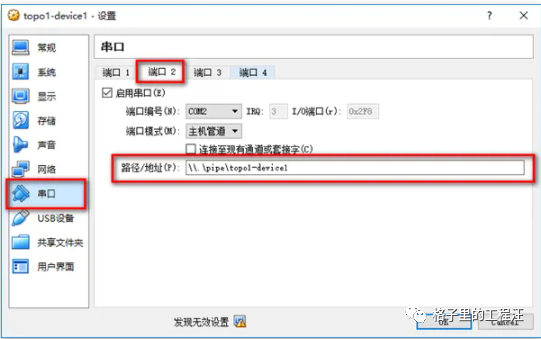 topo1-device1 - 设置
? ×
常规
系统
显示
存储
声音
网络
串口
USB设备
共享文件夹
用户界面
串口
端口 1 端口 2 端口 3 端口 4
启用串口(E)
端口编号(N): COM2 IRQ: 3 I/O端口(r): 0x2F8
端口模式(M): 主机管道
连接至现有通道或套接字(C)
路径/地址(P): \\.\pipe\topo1-device1
发现无效设置
OK Cancel
格子里的工程汪